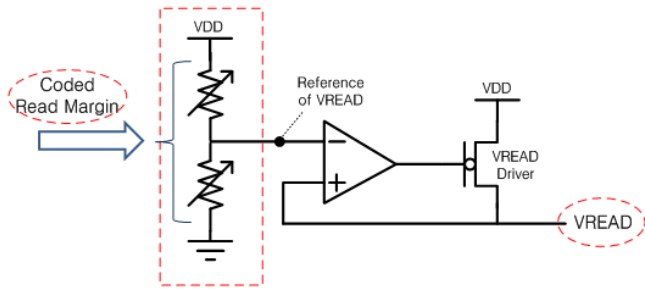 VDD
Coded
Read Margin
Reference
of VREAD
VDD
VREAD
Driver
VREAD